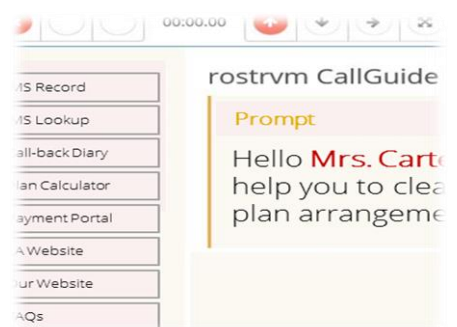 00:00.00
MS Record
MS Lookup
all-back Diary
lan Calculator
ayment Portal
A Website
ur Website
AQs
rostrvm CallGuide
Prompt
Hello Mrs. Carte
help you to clea
plan arrangeme